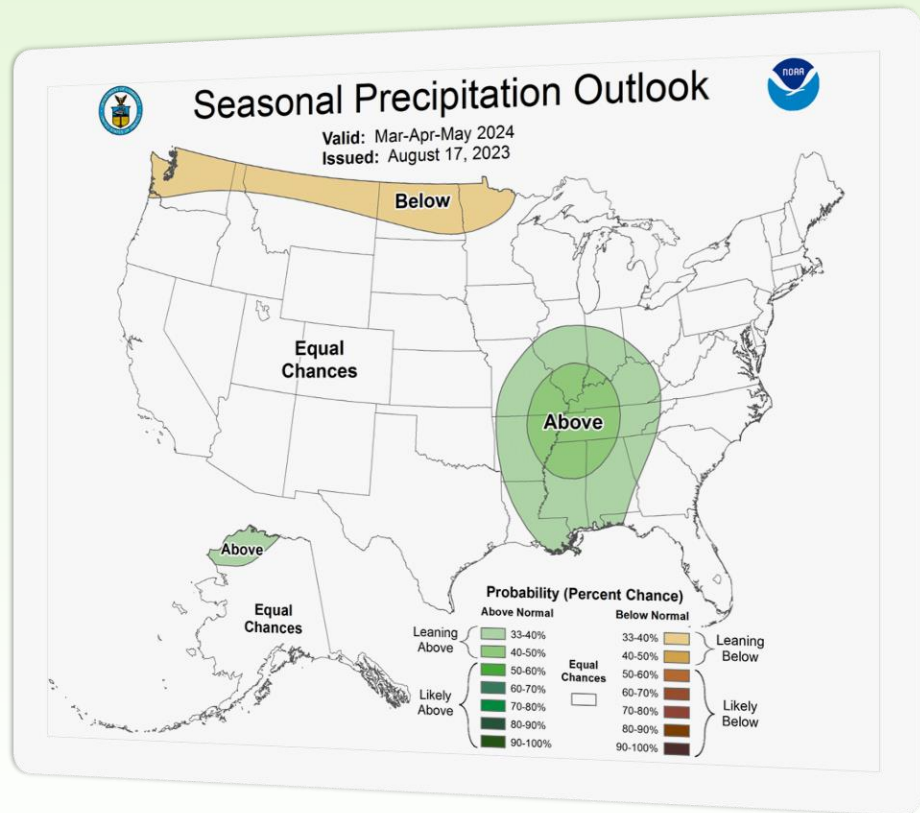 Seasonal Precipitation Outlook
NOAA
Valid: Mar-Apr-May 2024
Issued: August 17, 2023
Below
Equal
Chances
Above
Above
Equal
Chances
Probability (Percent Chance)
Above Normal
Below Normal
Leaning
Above
33-40%
40-50%
Likely
Above
50-60%
60-70%
70-80%
80-90%
90-100%
Equal
Chances
33-40%
40-50%
Leaning
Below
50-60%
60-70%
70-80%
80-90%
90-100%
Likely
Below